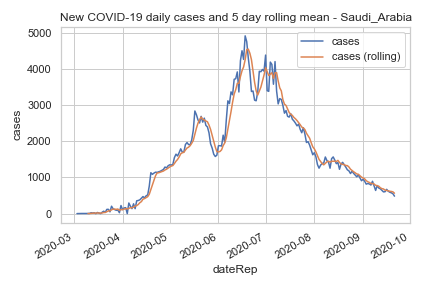 New COVID-19 daily cases and 5 day rolling mean - Saudi_Arabia
cases
cases (rolling)
5000
4000
3000
2000
1000
0
cases
2020-03
2020-04
2020-05
2020-06
2020-07
2020-08
2020-09
2020-10
dateRep